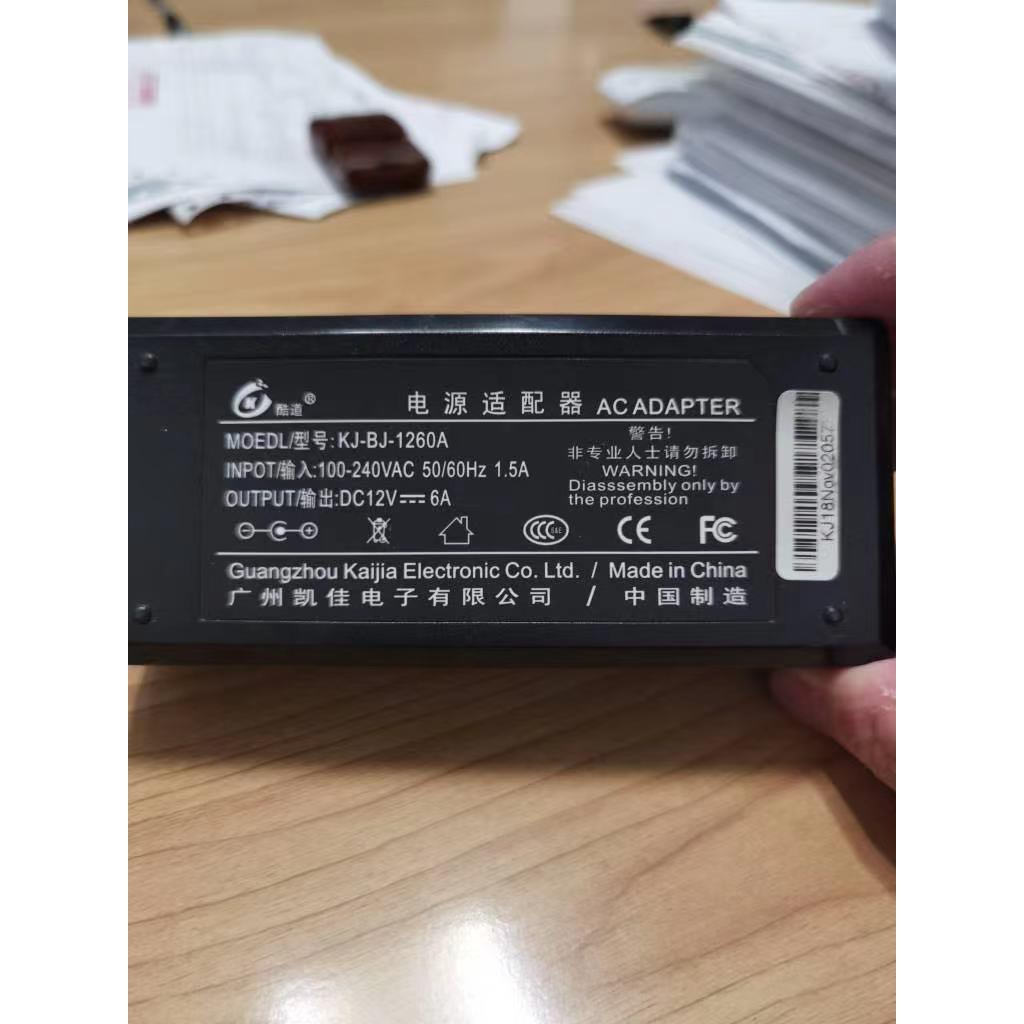 酷道®
电源适配器 AC ADAPTER
MOEDL/型号: KJ-BJ-1260A
INPOT/输入:100-240VAC 50/60Hz 1.5A
OUTPUT/输出:DC12V⎓6A
警告!
非专业人士请勿拆卸
WARNING!
Diasssembly only by
the profession
CCC S&E CE FC
Guangzhou Kaijia Electronic Co. Ltd. / Made in China
广州凯佳电子有限公司 / 中国制造
KJ18Nov02057